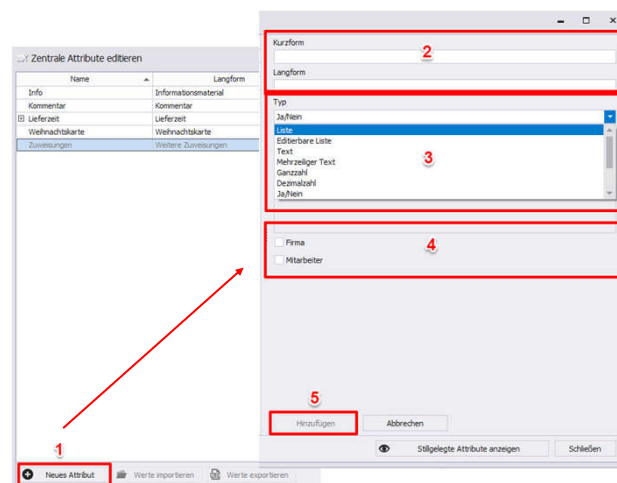 Zentrale Attribute editieren
Name Langform
Info Informationsmaterial
Kommentar Kommentar
Lieferzeit Lieferzeit
Weihnachtskarte Weihnachtskarte
Zuweisungen Weitere Zuweisungen
1
Neues Attribut Werte importieren Werte exportieren
Kurzform
2
Langform
Typ
Ja/Nein
Liste
Editierbare Liste
Text
3
Mehrzeiliger Text
Ganzzahl
Dezimalzahl
Ja/Nein
Firma
4
Mitarbeiter
5
Hinzufügen Abbrechen
Stillgelegte Attribute anzeigen Schließen